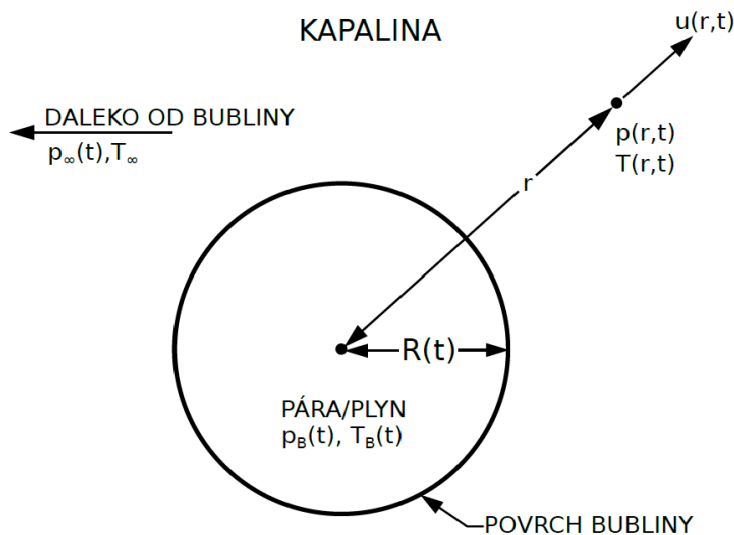 KAPALINA
u(r,t)
DALEKO OD BUBLINY
p∞(t),T∞
p(r,t)
T(r,t)
r
R(t)
PÁRA/PLYN
pB(t), TB(t)
POVRCH BUBLINY